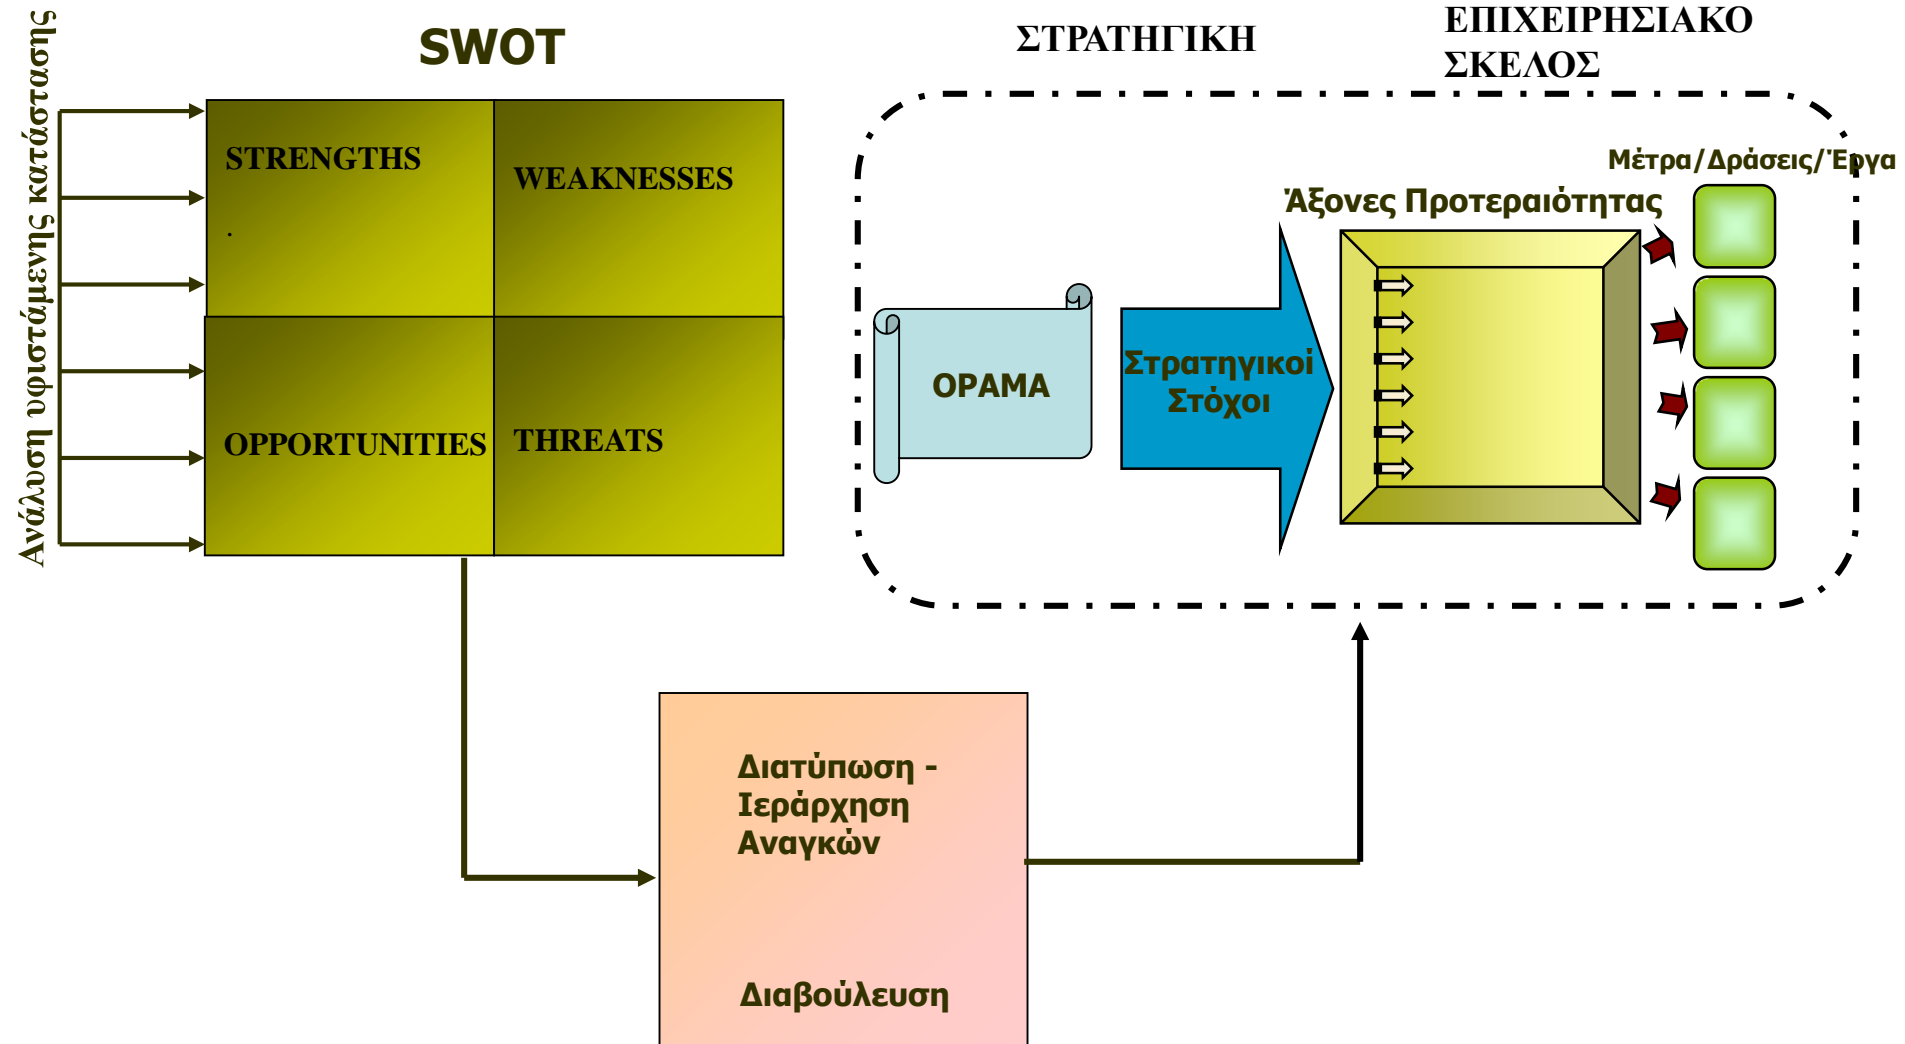 Ανάλυση υφιστάμενης κατάστασης
SWOT
STRENGTHS
.
WEAKNESSES
OPPORTUNITIES
THREATS
ΣΤΡΑΤΗΓΙΚΗ
ΕΠΙΧΕΙΡΗΣΙΑΚΟ
ΣΚΕΛΟΣ
Μέτρα/Δράσεις/Έργα
Άξονες Προτεραιότητας
ΟΡΑΜΑ
Στρατηγικοί
Στόχοι
Διατύπωση -
Ιεράρχηση
Αναγκών
Διαβούλευση